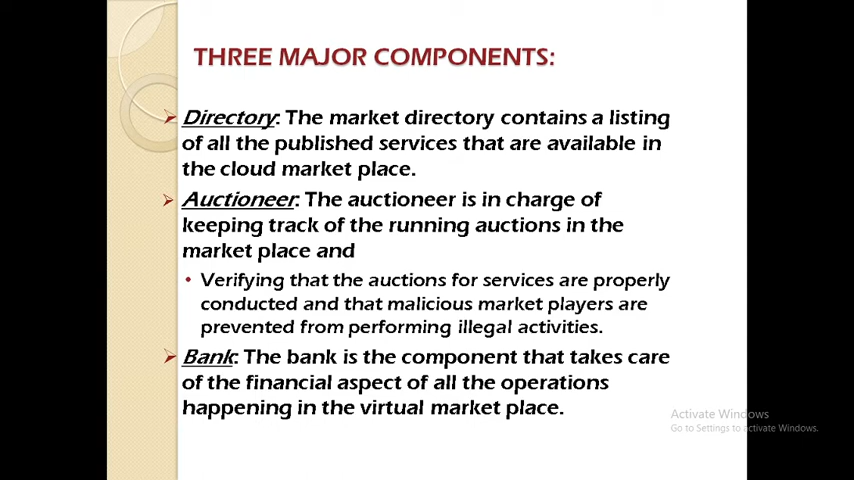 THREE MAJOR COMPONENTS:
Directory: The market directory contains a listing
of all the published services that are available in
the cloud market place.
Auctioneer: The auctioneer is in charge of
keeping track of the running auctions in the
market place and
• Verifying that the auctions for services are properly
conducted and that malicious market players are
prevented from performing illegal activities.
Bank: The bank is the component that takes care
of the financial aspect of all the operations
happening in the virtual market place.
Activate Windows
Go to Settings to activate Windows.